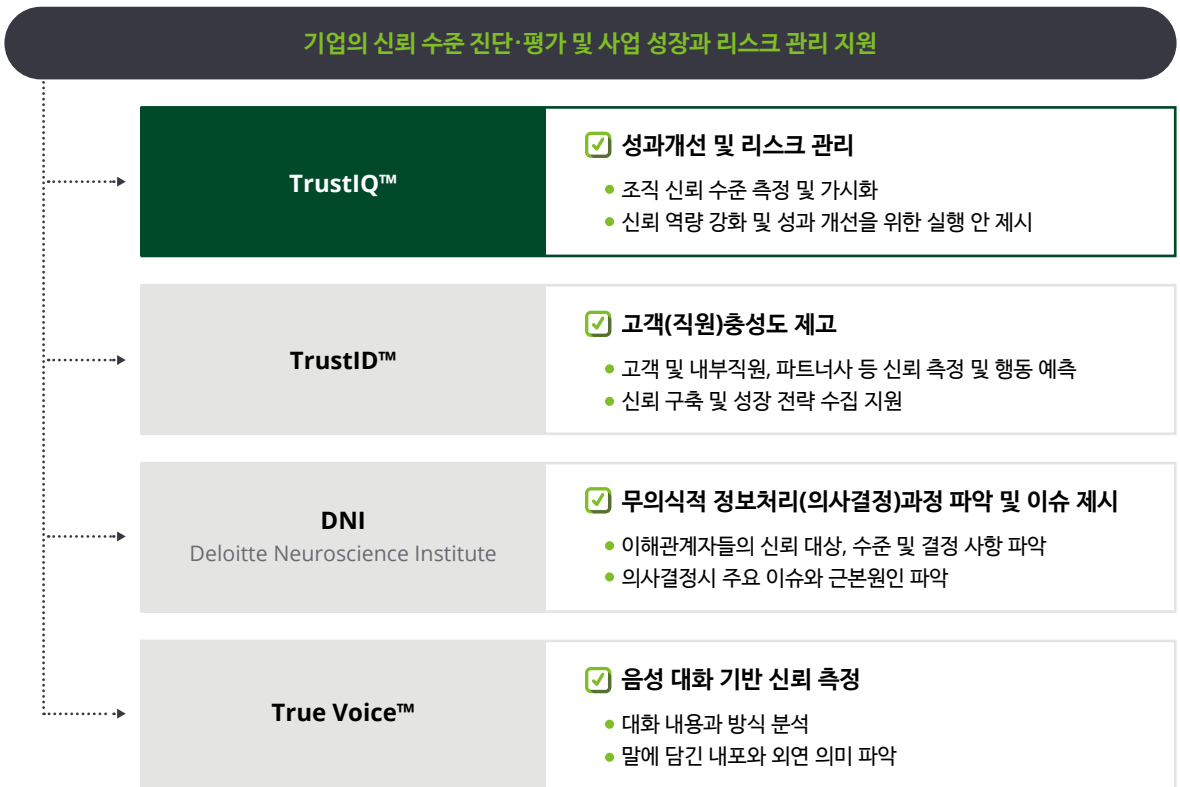 기업의 신뢰 수준 진단·평가 및 사업 성장과 리스크 관리 지원
TrustIQ™
성과개선 및 리스크 관리
조직 신뢰 수준 측정 및 가시화
신뢰 역량 강화 및 성과 개선을 위한 실행 안 제시
TrustID™
고객(직원)충성도 제고
고객 및 내부직원, 파트너사 등 신뢰 측정 및 행동 예측
신뢰 구축 및 성장 전략 수집 지원
DNI
Deloitte Neuroscience Institute
무의식적 정보처리(의사결정)과정 파악 및 이슈 제시
이해관계자들의 신뢰 대상, 수준 및 결정 사항 파악
의사결정시 주요 이슈와 근본원인 파악
True Voice™
음성 대화 기반 신뢰 측정
대화 내용과 방식 분석
말에 담긴 내포와 외연 의미 파악